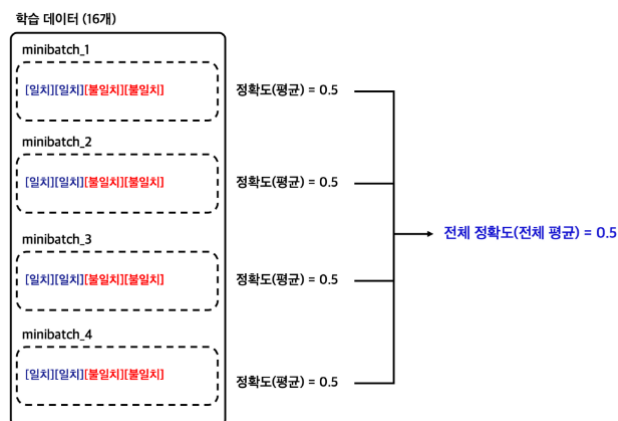 학습 데이터 (16개)
minibatch_1
[일치][일치][불일치][불일치] 정확도(평균) = 0.5
minibatch_2
[일치][일치][불일치][불일치] 정확도(평균) = 0.5
전체 정확도(전체 평균) = 0.5
minibatch_3
[일치][일치][불일치][불일치] 정확도(평균) = 0.5
minibatch_4
[일치][일치][불일치][불일치] 정확도(평균) = 0.5